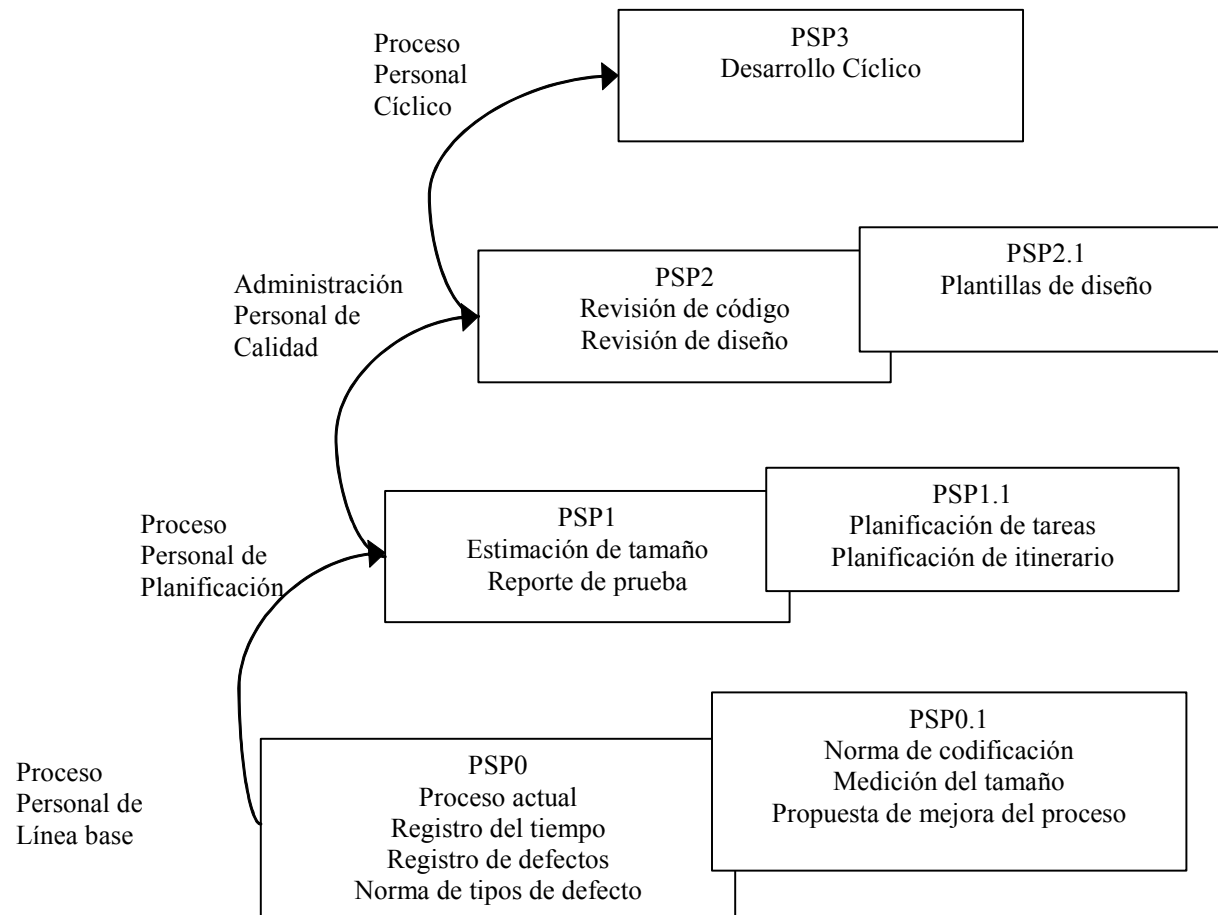 Proceso
Personal
Cíclico
PSP3
Desarrollo Cíclico
Administración
Personal de
Calidad
PSP2
Revisión de código
Revisión de diseño
PSP2.1
Plantillas de diseño
Proceso
Personal de
Planificación
PSP1
Estimación de tamaño
Reporte de prueba
PSP1.1
Planificación de tareas
Planificación de itinerario
Proceso
Personal de
Línea base
PSP0
Proceso actual
Registro del tiempo
Registro de defectos
Norma de tipos de defecto
PSP0.1
Norma de codificación
Medición del tamaño
Propuesta de mejora del proceso